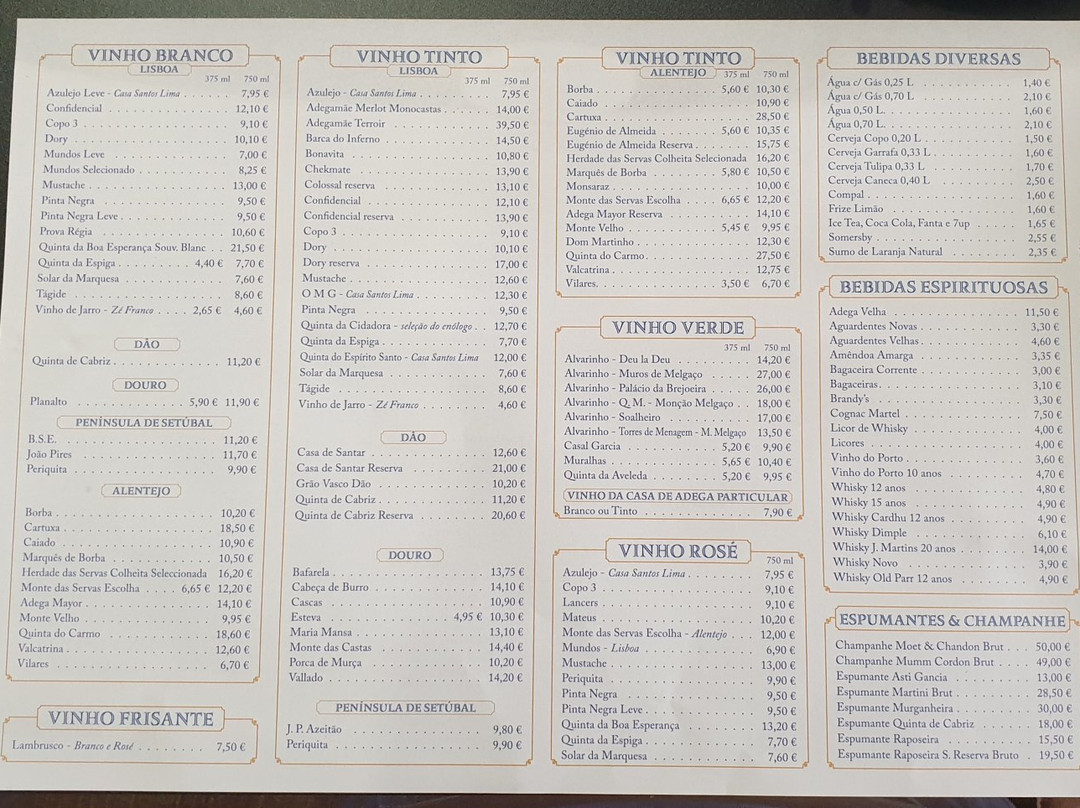 VINHO BRANCO
LISBOA
375 ml 750 ml
Azulejo Leve - Casa Santos Lima . . . . . . . 7,95 €
Confidencial . . . . . . . 12,10 €
Copo 3 . . . . . . . 9,10 €
Dory . . . . . . . 10,10 €
Mundos Leve . . . . . . . 7,00 €
Mundos Selecionado . . . . . . . 8,25 €
Mustache . . . . . . . 13,00 €
Pinta Negra . . . . . . . 9,50 €
Pinta Negra Leve . . . . . . . 9,50 €
Prova Régia . . . . . . . 10,60 €
Quinta da Boa Esperança Souv. Blanc . . 21,50 €
Quinta da Espiga . . . . . . . 4,40 € 7,70 €
Solar da Marquesa . . . . . . . 7,60 €
Tágide . . . . . . . 8,60 €
Vinho de Jarro - Zé Franco . . . . 2,65 € 4,60 €
DÃO
Quinta de Cabriz . . . . . . . 11,20 €
DOURO
Planalto . . . . . . . 5,90 € 11,90 €
PENÍNSULA DE SETÚBAL
B.S.E. . . . . . . . 11,20 €
João Pires . . . . . . . 11,70 €
Periquita . . . . . . . 9,90 €
ALENTEJO
Borba . . . . . . . 10,20 €
Cartuxa . . . . . . . 18,50 €
Caiado . . . . . . . 10,90 €
Marquês de Borba . . . . . . . 10,50 €
Herdade das Servas Colheita Seleccionada 16,20 €
Monte das Servas Escolha . . . . 6,65 € 12,20 €
Adega Mayor . . . . . . . 14,10 €
Monte Velho . . . . . . . 9,95 €
Quinta do Carmo . . . . . . . 18,60 €
Valcatrina . . . . . . . 12,60 €
Vilares . . . . . . . 6,70 €
VINHO FRISANTE
Lambrusco - Branco e Rosé . . . . . . . 7,50 €
VINHO TINTO
LISBOA
375 ml 750 ml
Azulejo - Casa Santos Lima . . . . . . . 7,95 €
Adegamãe Merlot Monocastas . . . . . . . 14,00 €
Adegamãe Terroir . . . . . . . 39,50 €
Barca do Inferno . . . . . . . 14,50 €
Bonavita . . . . . . . 10,80 €
Chekmate . . . . . . . 13,90 €
Colossal reserva . . . . . . . 13,10 €
Confidencial . . . . . . . 12,10 €
Confidencial reserva . . . . . . . 13,90 €
Copo 3 . . . . . . . 9,10 €
Dory . . . . . . . 10,10 €
Dory reserva . . . . . . . 17,00 €
Mustache . . . . . . . 12,60 €
O M G - Casa Santos Lima . . . . . . . 12,30 €
Pinta Negra . . . . . . . 9,50 €
Quinta da Cidadora - seleção do enólogo . . 12,70 €
Quinta da Espiga . . . . . . . 7,70 €
Quinta do Espírito Santo - Casa Santos Lima 12,00 €
Solar da Marquesa . . . . . . . 7,60 €
Tágide . . . . . . . 8,60 €
Vinho de Jarro - Zé Franco . . . . . . . 4,60 €
DÃO
Casa de Santar . . . . . . . 12,60 €
Casa de Santar Reserva . . . . . . . 21,00 €
Grão Vasco Dão . . . . . . . 10,20 €
Quinta de Cabriz . . . . . . . 11,20 €
Quinta de Cabriz Reserva . . . . . . . 20,60 €
DOURO
Bafarela . . . . . . . 13,75 €
Cabeça de Burro . . . . . . . 14,10 €
Cascas . . . . . . . 10,90 €
Esteva 4,95 € 10,30 €
Maria Mansa . . . . . . . 13,10 €
Monte das Castas . . . . . . . 14,40 €
Porca de Murça . . . . . . . 10,20 €
Vallado . . . . . . . 14,20 €
PENÍNSULA DE SETÚBAL
J. P. Azeitão . . . . . . . 9,80 €
Periquita . . . . . . . 9,90 €
VINHO TINTO
ALENTEJO 375 ml 750 ml
Borba . . . . . . . 5,60 € 10,30 €
Caiado . . . . . . . 10,90 €
Cartuxa . . . . . . . 28,50 €
Eugénio de Almeida . . . . . . . 5,60 € 10,35 €
Eugénio de Almeida Reserva . . . . . . . 15,75 €
Herdade das Servas Colheita Selecionada 16,20 €
Marquês de Borba . . . . . . . 5,80 € 10,50 €
Monsaraz . . . . . . . 10,00 €
Monte das Servas Escolha . . . . 6,65 € 12,20 €
Adega Mayor Reserva . . . . . . . 14,10 €
Monte Velho . . . . . . . 5,45 € 9,95 €
Dom Martinho . . . . . . . 12,30 €
Quinta do Carmo . . . . . . . 27,50 €
Valcatrina . . . . . . . 12,75 €
Vilares. . . . . . . . 3,50 € 6,70 €
VINHO VERDE
375 ml 750 ml
Alvarinho - Deu la Deu . . . . . . . 14,20 €
Alvarinho - Muros de Melgaço . . . . . . . 27,00 €
Alvarinho - Palácio da Brejoeira . . . . . . . 26,00 €
Alvarinho - Q. M. - Monção Melgaço . . 18,00 €
Alvarinho - Soalheiro . . . . . . . 17,00 €
Alvarinho - Torres de Menagem - M. Melgaço 13,50 €
Casal Garcia . . . . . . . 5,20 € 9,90 €
Muralhas . . . . . . . 5,65 € 10,40 €
Quinta da Aveleda . . . . . . . 5,20 € 9,95 €
VINHO DA CASA DE ADEGA PARTICULAR
Branco ou Tinto . . . . . . . 7,90 €
VINHO ROSÉ
750 ml
Azulejo - Casa Santos Lima . . . . . . . 7,95 €
Copo 3 . . . . . . . 9,10 €
Lancers . . . . . . . 9,10 €
Mateus . . . . . . . 10,20 €
Monte das Servas Escolha - Alentejo . . 12,00 €
Mundos - Lisboa . . . . . . . 6,90 €
Mustache . . . . . . . 13,00 €
Periquita . . . . . . . 9,90 €
Pinta Negra . . . . . . . 9,50 €
Pinta Negra Leve . . . . . . . 9,50 €
Quinta da Boa Esperança . . . . . . . 13,20 €
Quinta da Espiga . . . . . . . 7,70 €
Solar da Marquesa . . . . . . . 7,60 €
BEBIDAS DIVERSAS
Água c/ Gás 0,25 L . . . . . . . 1,40 €
Água c/ Gás 0,70 L . . . . . . . 2,10 €
Água 0,50 L. . . . . . . . 1,60 €
Água 0,70 L. . . . . . . . 2,10 €
Cerveja Copo 0,20 L . . . . . . . 1,50 €
Cerveja Garrafa 0,33 L . . . . . . . 1,60 €
Cerveja Tulipa 0,33 L . . . . . . . 1,70 €
Cerveja Caneca 0,40 L . . . . . . . 2,50 €
Compal . . . . . . . 1,60 €
Frize Limão . . . . . . . 1,60 €
Ice Tea, Coca Cola, Fanta e 7up . . . . 1,65 €
Somersby . . . . . . . 2,55 €
Sumo de Laranja Natural . . . . . . . 2,35 €
BEBIDAS ESPIRITUOSAS
Adega Velha . . . . . . . 11,50 €
Aguardentes Novas . . . . . . . 3,30 €
Aguardentes Velhas . . . . . . . 4,60 €
Amêndoa Amarga . . . . . . . 3,35 €
Bagaceira Corrente . . . . . . . 3,00 €
Bagaceiras. . . . . . . . 3,10 €
Brandy's . . . . . . . 3,30 €
Cognac Martel . . . . . . . 7,50 €
Licor de Whisky . . . . . . . 4,00 €
Licores . . . . . . . 4,00 €
Vinho do Porto . . . . . . . 3,60 €
Vinho do Porto 10 anos . . . . . . . 4,70 €
Whisky 12 anos . . . . . . . 4,80 €
Whisky 15 anos . . . . . . . 4,90 €
Whisky Cardhu 12 anos . . . . . . . 4,90 €
Whisky Dimple . . . . . . . 6,10 €
Whisky J. Martins 20 anos . . . . . . . 14,00 €
Whisky Novo . . . . . . . 3,90 €
Whisky Old Parr 12 anos . . . . . . . 4,90 €
ESPUMANTES & CHAMPANHE
Champanhe Moet & Chandon Brut . . . 50,00 €
Champanhe Mumm Cordon Brut . . . . 49,00 €
Espumante Asti Gancia . . . . . . . 13,00 €
Espumante Martini Brut . . . . . . . 28,50 €
Espumante Murganheira . . . . . . . 30,00 €
Espumante Quinta de Cabriz . . . . . . . 18,00 €
Espumante Raposeira . . . . . . . 15,50 €
Espumante Raposeira S. Reserva Bruto . 19,50 €